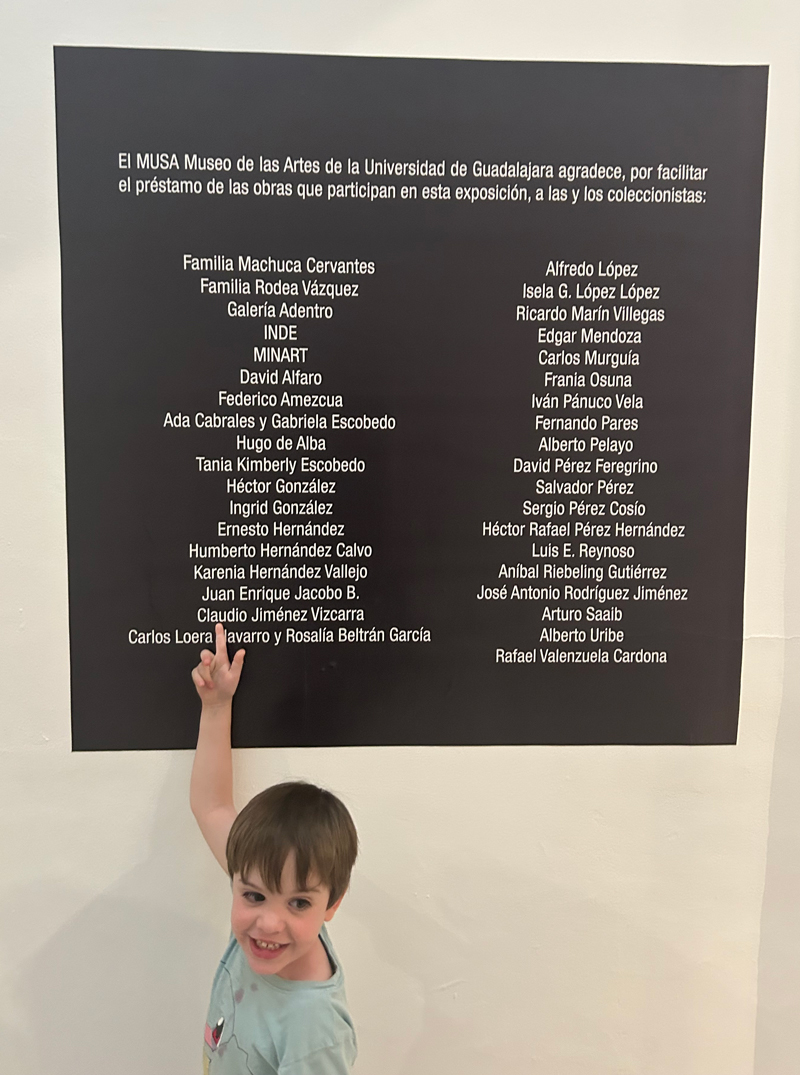 El MUSA Museo de las Artes de la Universidad de Guadalajara agradece, por facilitar
el préstamo de las obras que participan en esta exposición, a las y los coleccionistas:
Familia Machuca Cervantes
Familia Rodea Vázquez
Galería Adentro
INDE
MINART
David Alfaro
Federico Amezcua
Ada Cabrales y Gabriela Escobedo
Hugo de Alba
Tania Kimberly Escobedo
Héctor González
Ingrid González
Ernesto Hernández
Humberto Hernández Calvo
Karenia Hernández Vallejo
Juan Enrique Jacobo B.
Claudio Jiménez Vizcarra
Carlos Loera Navarro y Rosalía Beltrán García
Alfredo López
Isela G. López López
Ricardo Marín Villegas
Edgar Mendoza
Carlos Murguía
Frania Osuna
Iván Pánuco Vela
Fernando Pares
Alberto Pelayo
David Pérez Feregrino
Salvador Pérez
Sergio Pérez Cosío
Héctor Rafael Pérez Hernández
Luis E. Reynoso
Aníbal Riebeling Gutiérrez
José Antonio Rodríguez Jiménez
Arturo Saaib
Alberto Uribe
Rafael Valenzuela Cardona